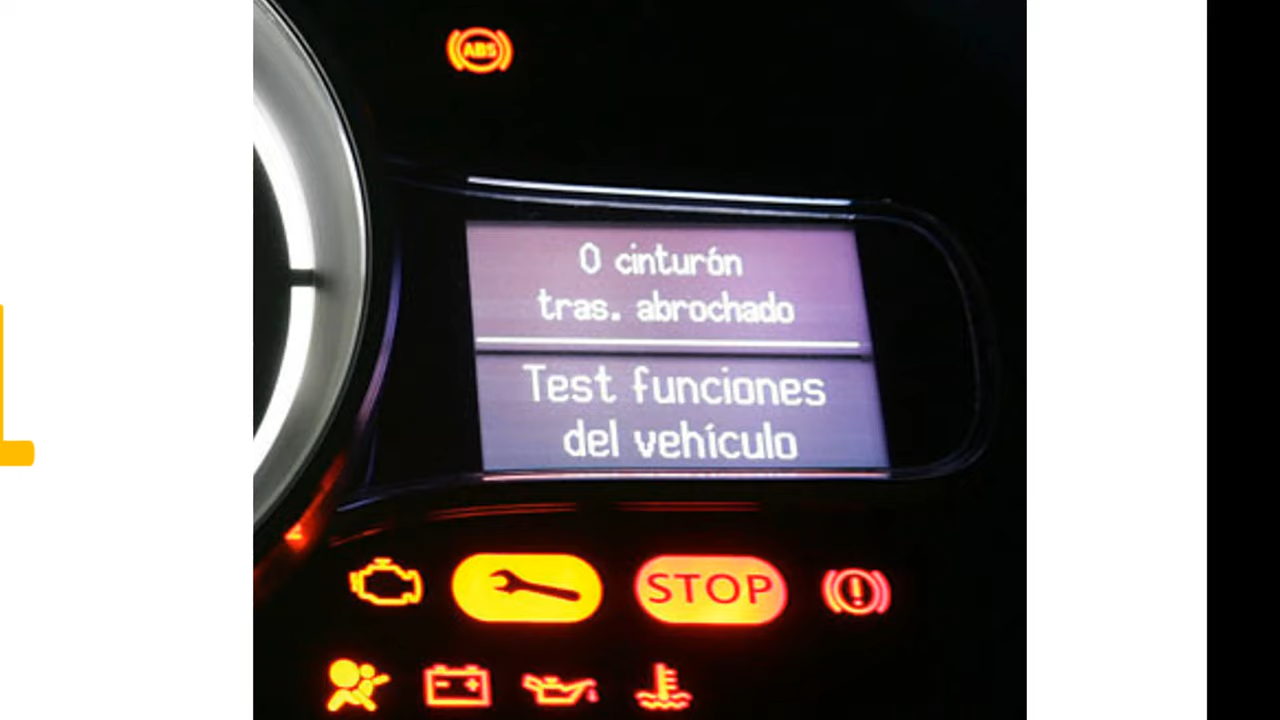 ABS
0 cinturón
tras. abrochado
Test funciones
del vehículo
STOP